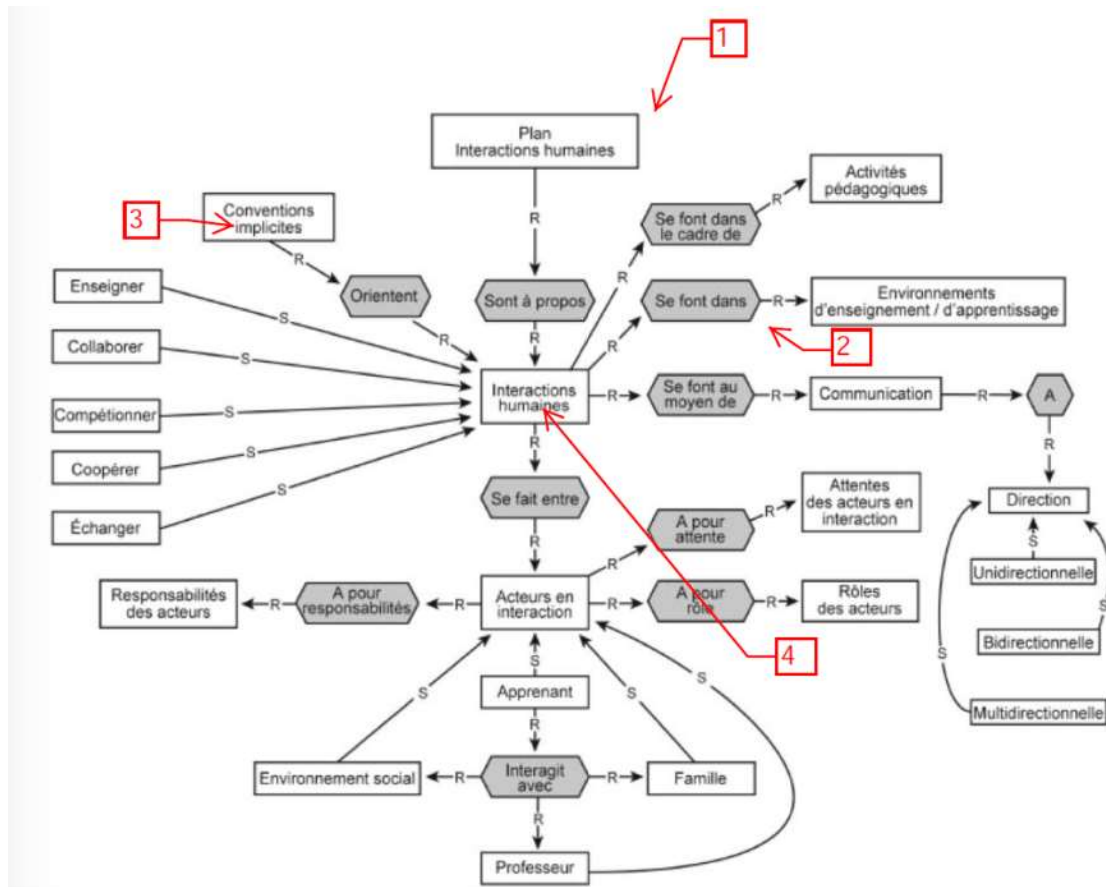 1
Plan
Interactions humaines
Activités
pédagogiques
R
3
Conventions
implicites
R
Se font dans
le cadre de
R
R
Enseigner
Orientent
Sont à propos
R
Se font dans
R
Environnements
d'enseignement / d'apprentissage
S
R
R
R
2
Collaborer
S
Interactions
humaines
R
Se font au
moyen de
R
Communication
R
A
Compétionner
S
R
R
Coopérer
S
Se fait entre
Attentes
des acteurs en
interaction
Direction
Échanger
S
R
A pour
attente
R
S
Unidirectionnelle
R
Responsabilités
des acteurs
R
A pour
responsabilités
R
Acteurs en
interaction
R
A pour
rôle
R
Rôles
des acteurs
S
Bidirectionnelle
4
S
S
S
S
S
Apprenant
Multidirectionnelle
R
Environnement social
R
Interagit
avec
R
Famille
R
Professeur